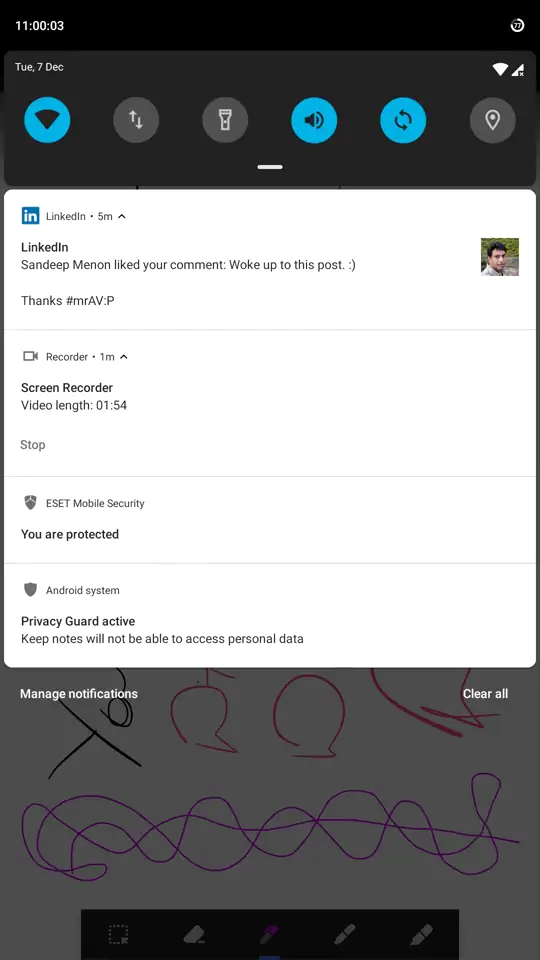 11:00:03
77
Tue, 7 Dec
in LinkedIn • 5m
LinkedIn
Sandeep Menon liked your comment: Woke up to this post. :)
Thanks #mrAV:P
Recorder • 1m
Screen Recorder
Video length: 01:54
Stop
ESET Mobile Security
You are protected
Android system
Privacy Guard active
Keep notes will not be able to access personal data
Manage notifications
Clear all